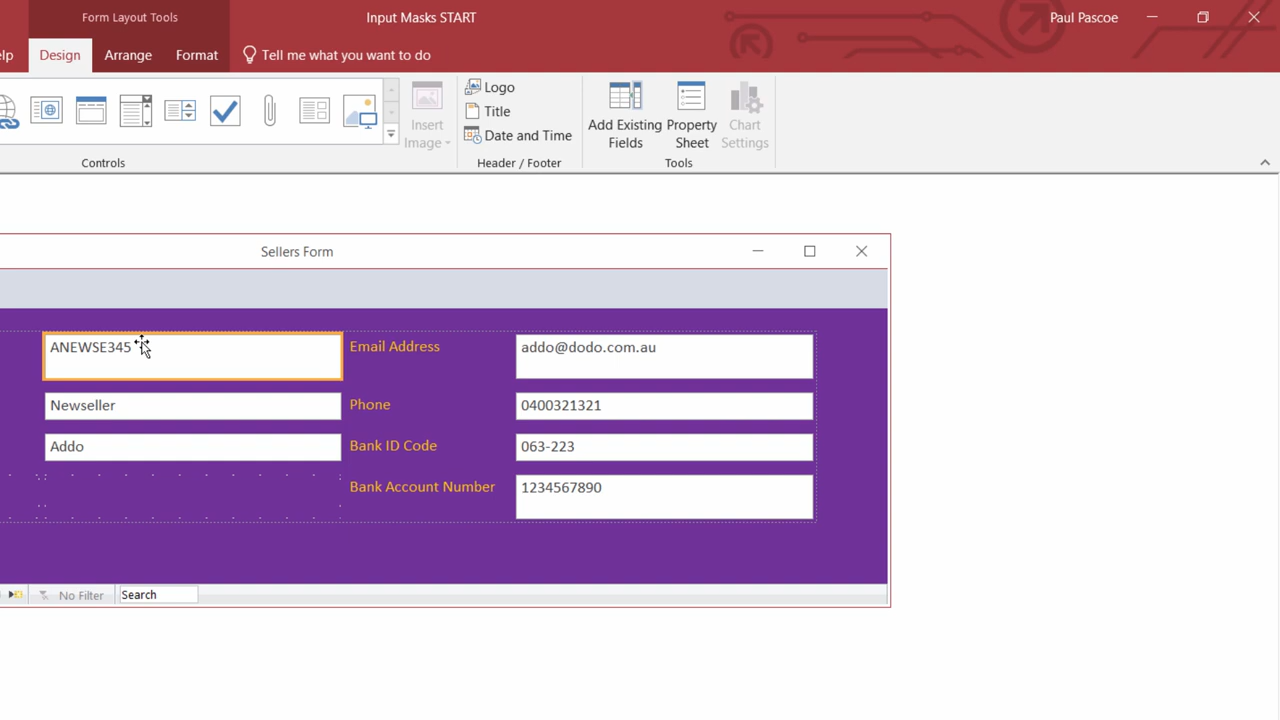 Form Layout Tools
Input Masks START
Paul Pascoe
lp
Design
Arrange
Format
Tell me what you want to do
Insert
Image
Logo
Title
Date and Time
Add Existing
Fields
Property
Sheet
Chart
Settings
Controls
Header / Footer
Tools
Sellers Form
ANEWSE345
Email Address
addo@dodo.com.au
Newseller
Phone
0400321321
Addo
Bank ID Code
063-223
Bank Account Number
1234567890
No Filter
Search